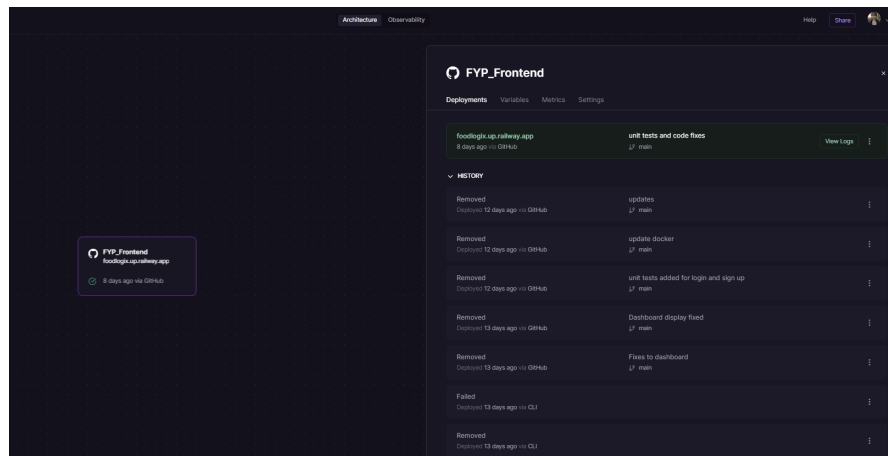 Architecture Observability
Help Share
FYP_Frontend
Deployments Variables Metrics Settings
foodlogix.up.railway.app unit tests and code fixes
8 days ago via GitHub main
View Logs
HISTORY
Removed updates
Deployed 12 days ago via GitHub main
Removed update docker
Deployed 12 days ago via GitHub main
Removed unit tests added for login and sign up
Deployed 12 days ago via GitHub main
Removed Dashboard display fixed
Deployed 13 days ago via GitHub main
Removed Fixes to dashboard
Deployed 13 days ago via GitHub main
Failed
Deployed 13 days ago via CLI
Removed
Deployed 13 days ago via CLI
FYP_Frontend
foodlogix.up.railway.app
8 days ago via GitHub